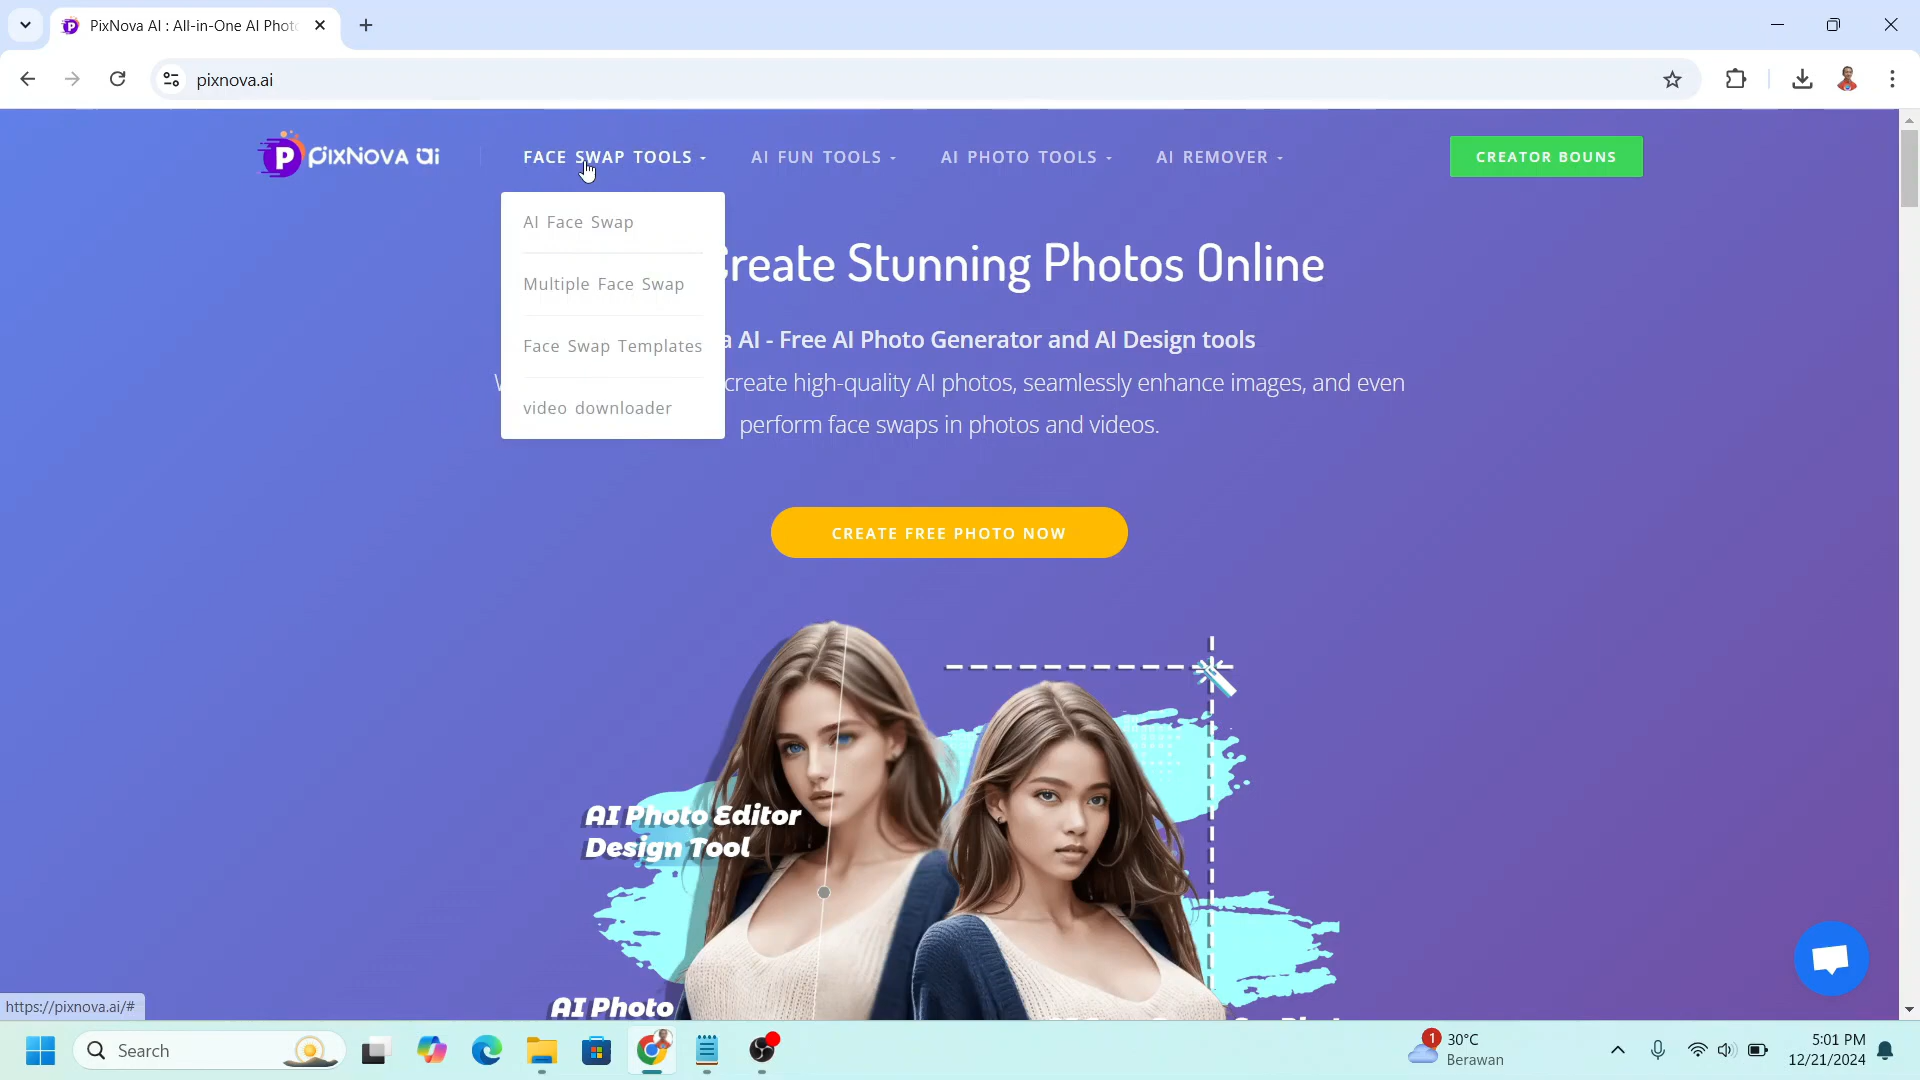 PixNova AI : All-in-One AI Phot
pixnova.ai
P PIXNOVA ai
FACE SWAP TOOLS
AI FUN TOOLS
AI PHOTO TOOLS
AI REMOVER
CREATOR BOUNS
AI Face Swap
Multiple Face Swap
Face Swap Templates
video downloader
Create Stunning Photos Online
a AI - Free AI Photo Generator and AI Design tools
create high-quality AI photos, seamlessly enhance images, and even
perform face swaps in photos and videos.
CREATE FREE PHOTO NOW
AI Photo Editor
Design Tool
AI Photo
https://pixnova.ai/#
Search
1
30°C
Berawan
5:01 PM
12/21/2024